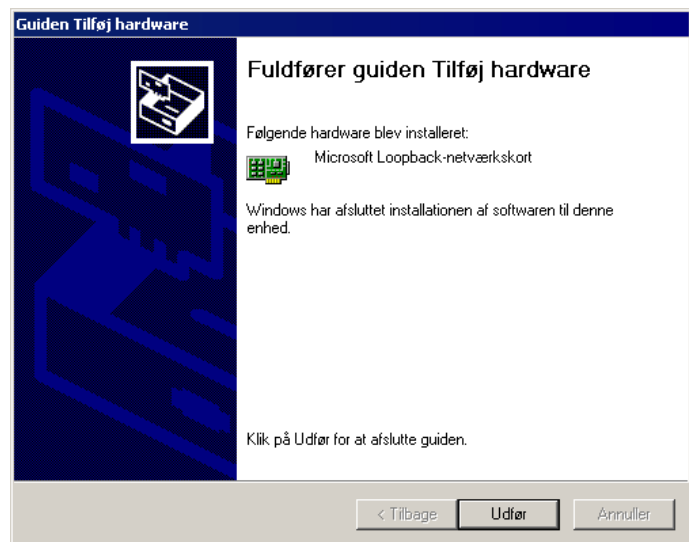 Guiden Tilføj hardware
Fuldfører guiden Tilføj hardware
Følgende hardware blev installeret:
Microsoft Loopback-netværkskort
Windows har afsluttet installationen af softwaren til denne
enhed.
Klik på Udfør for at afslutte guiden.
< Tilbage
Udfør
Annuller